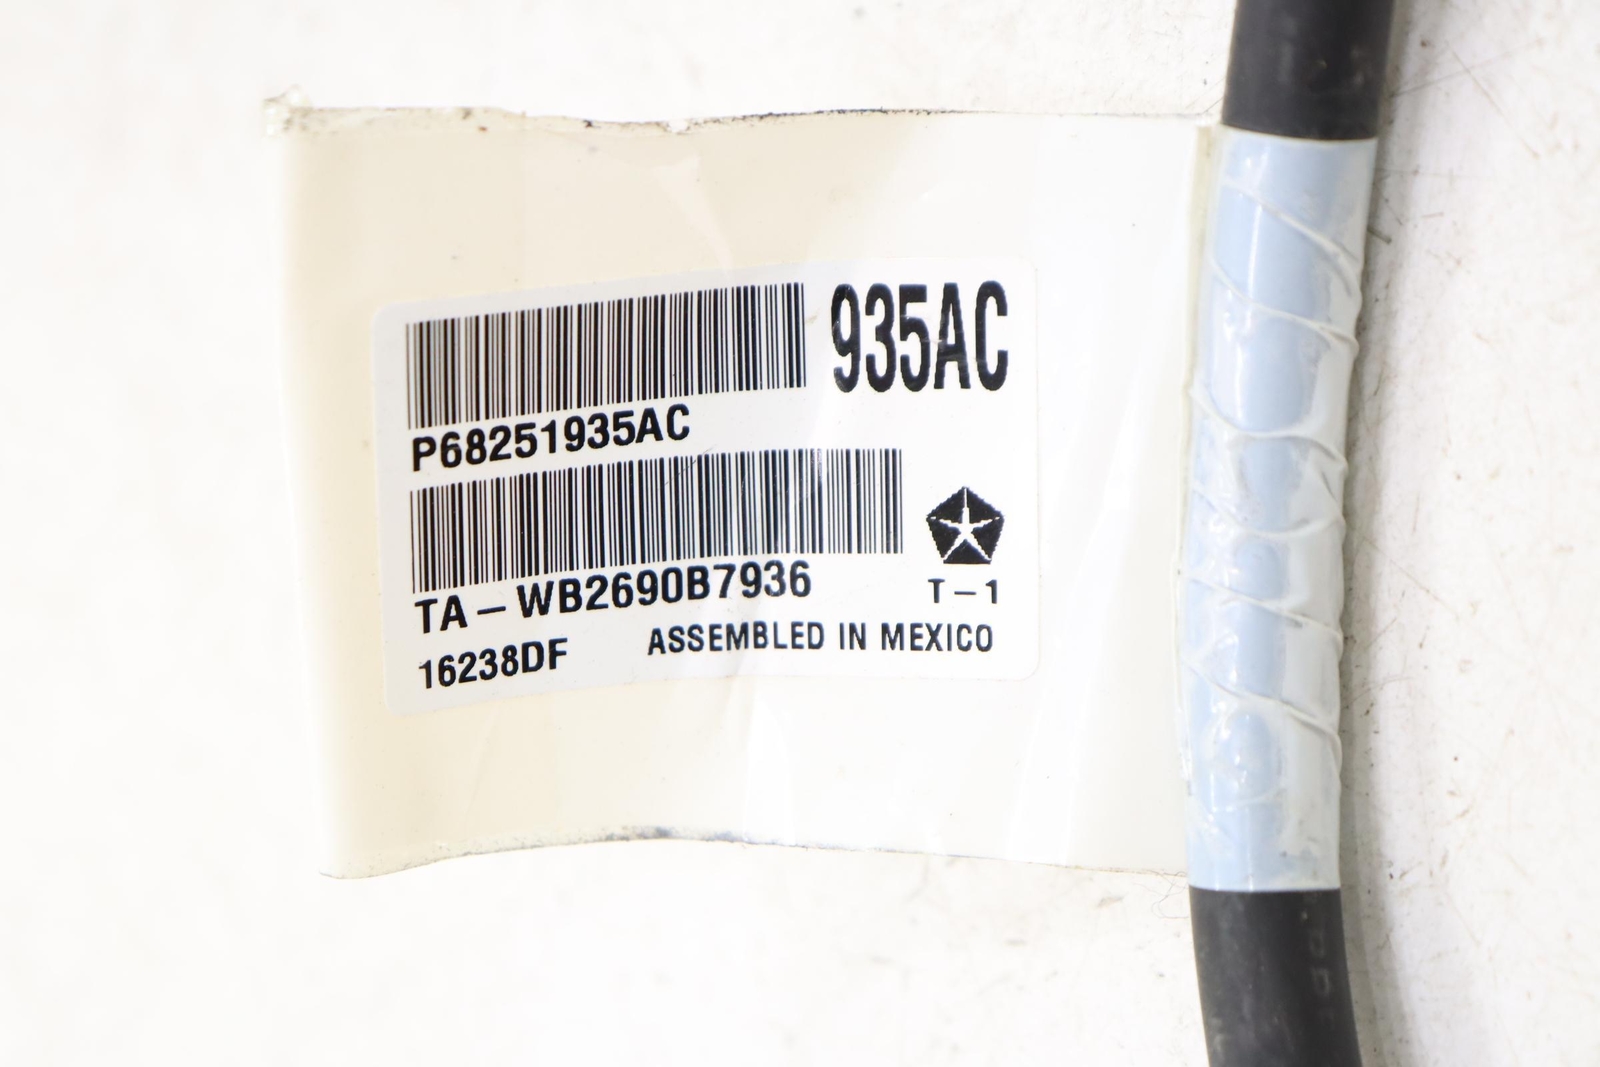 935AC
P68251935AC
TA-WB2690B7936
T-1
16238DF
ASSEMBLED IN MEXICO